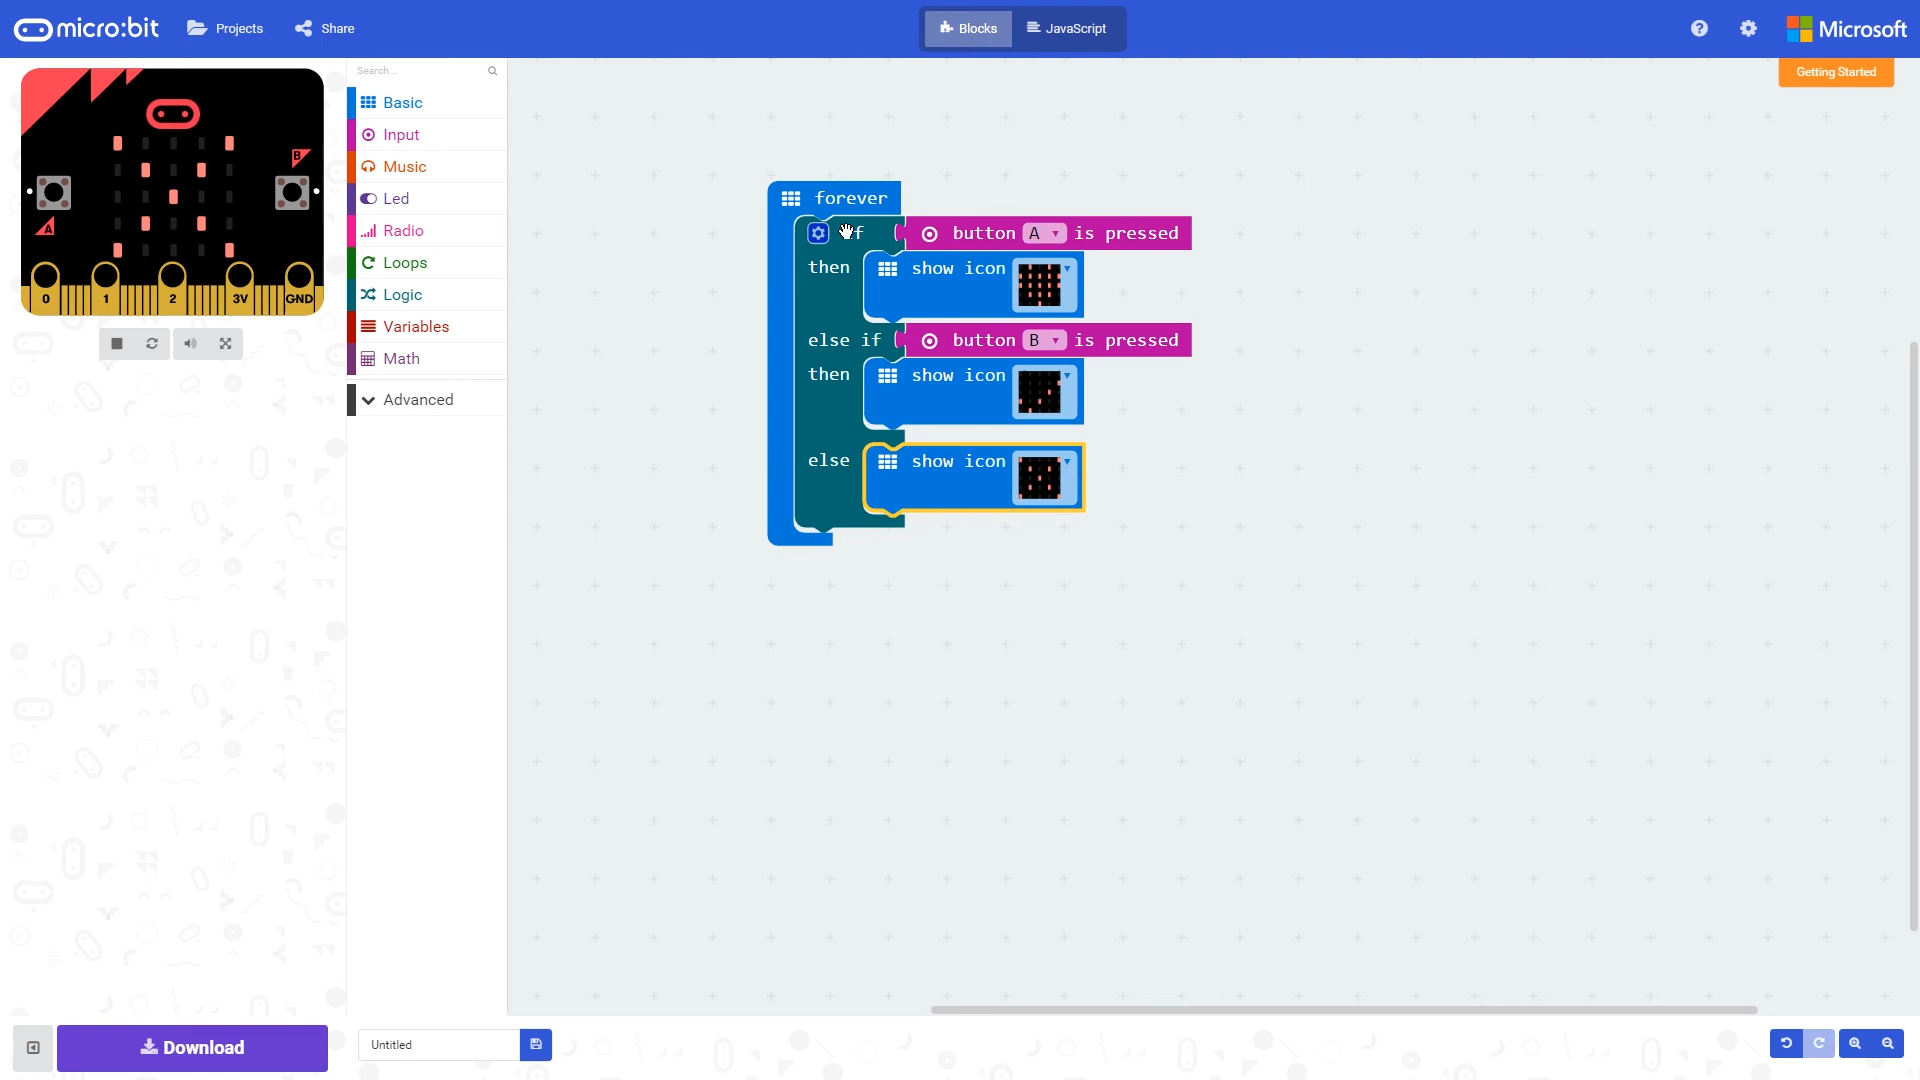 micro:bit Projects Share Blocks JavaScript ? Microsoft
Search...
Getting Started
Basic
Input
Music
Led
Radio
Loops
Logic
Variables
Math
Advanced
B
A
0 1 2 3V GND
forever
if button A is pressed
then show icon
else if button B is pressed
then show icon
else show icon
Download
Untitled